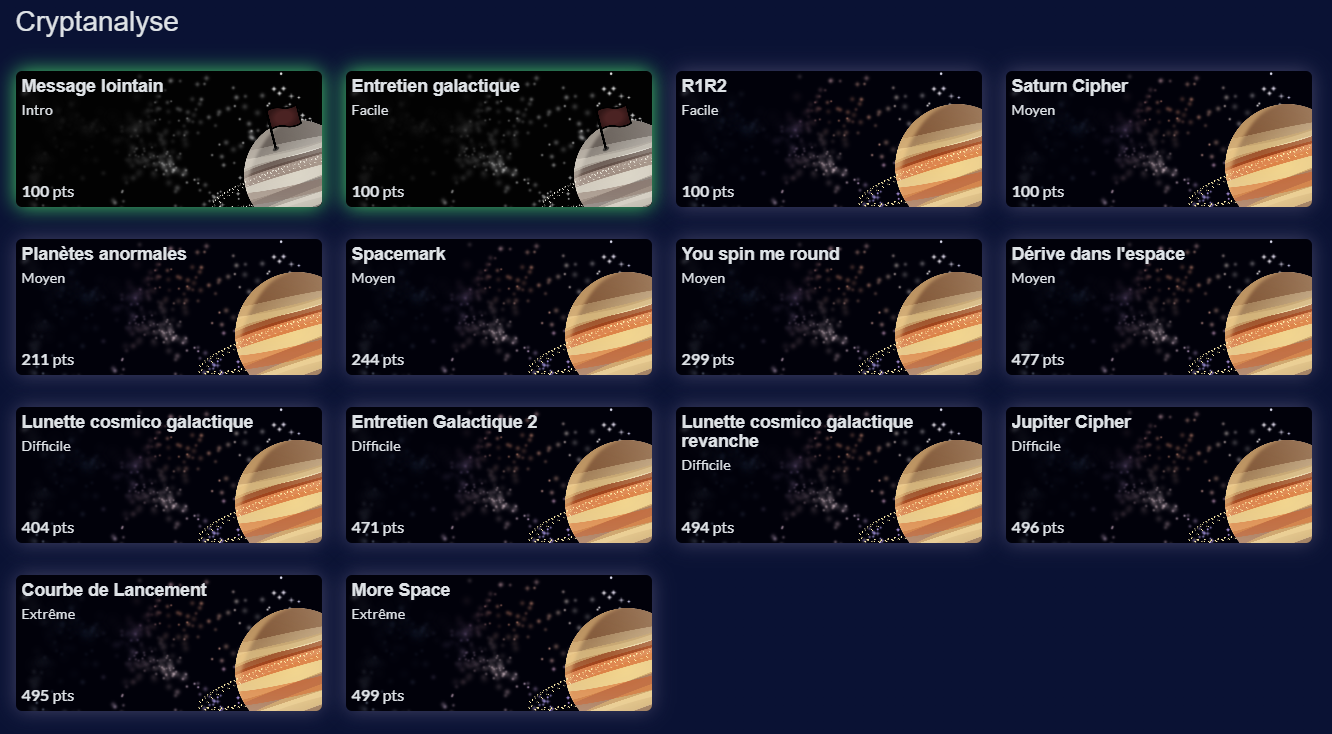 Cryptanalyse
Message lointain
Intro
100 pts
Entretien galactique
Facile
100 pts
R1R2
Facile
100 pts
Saturn Cipher
Moyen
100 pts
Planètes anormales
Moyen
211 pts
Spacemark
Moyen
244 pts
You spin me round
Moyen
299 pts
Dérive dans l'espace
Moyen
477 pts
Lunette cosmico galactique
Difficile
404 pts
Entretien Galactique 2
Difficile
471 pts
Lunette cosmico galactique
revanche
Difficile
494 pts
Jupiter Cipher
Difficile
496 pts
Courbe de Lancement
Extrême
495 pts
More Space
Extrême
499 pts